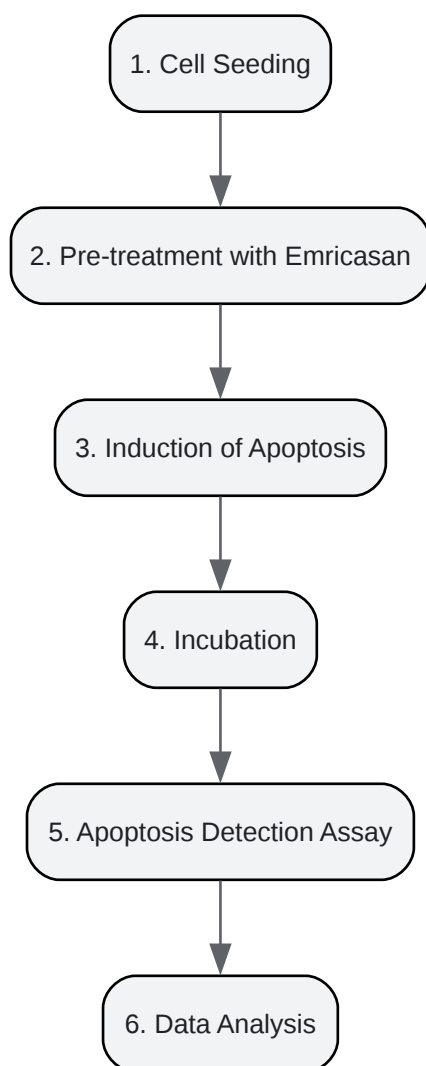 1. Cell Seeding
2. Pre-treatment with Emricasan
3. Induction of Apoptosis
4. Incubation
5. Apoptosis Detection Assay
6. Data Analysis